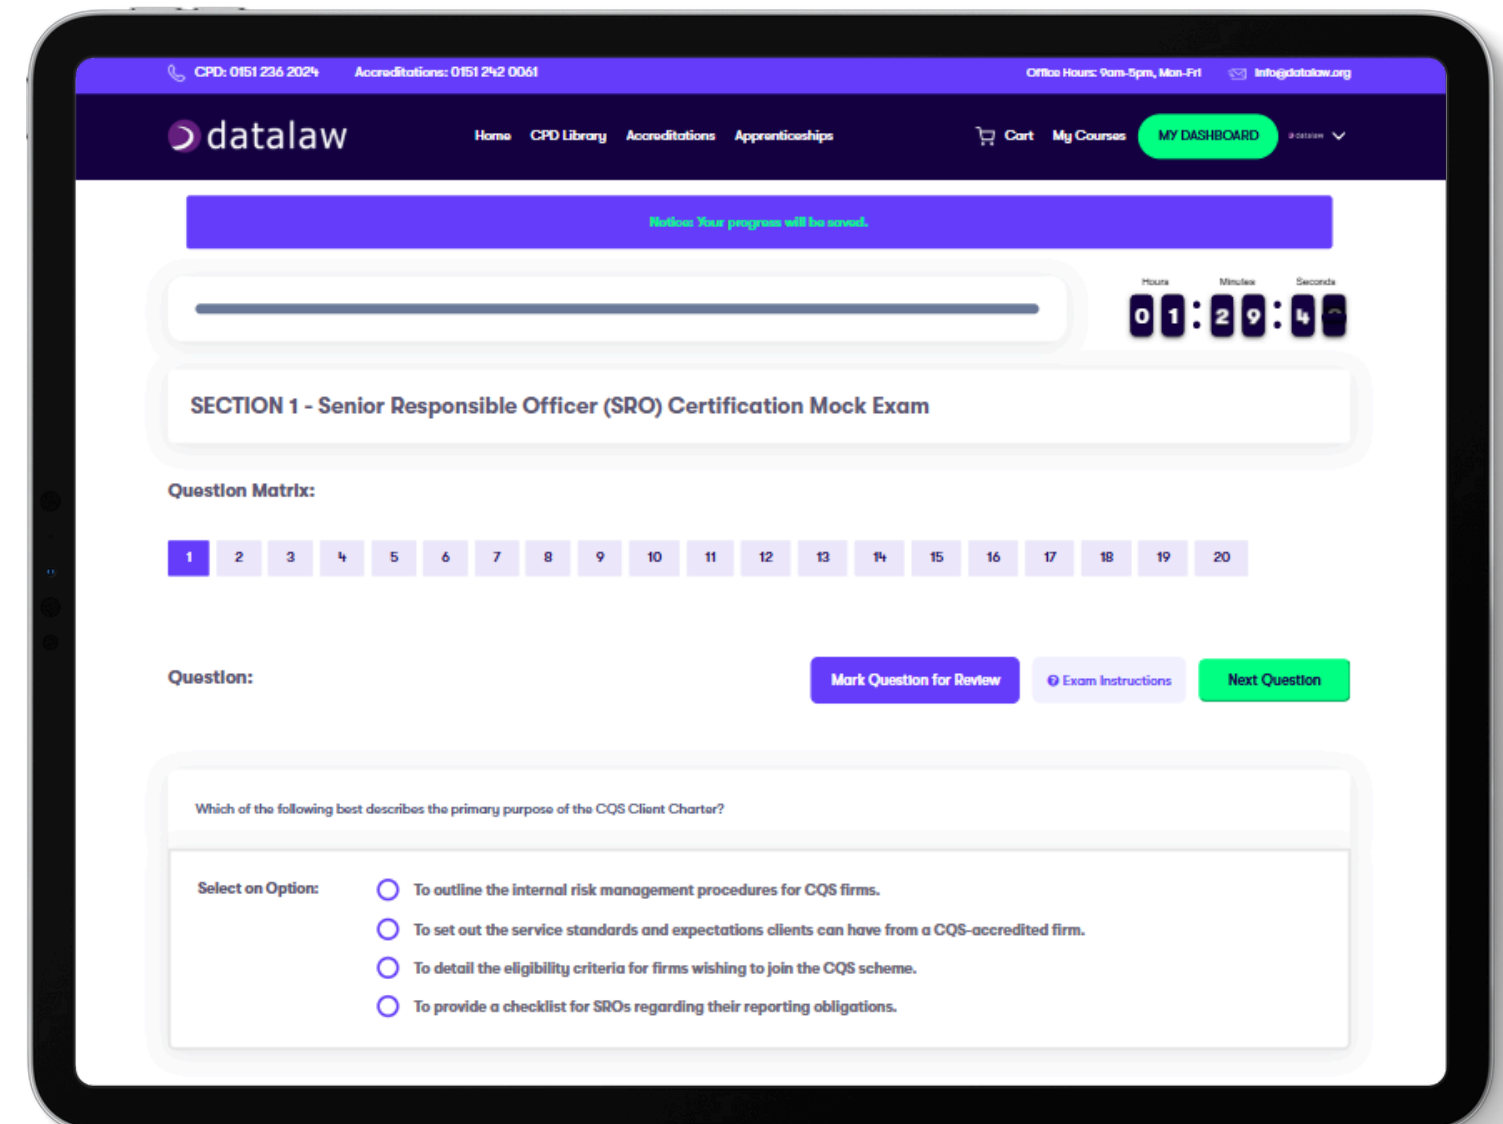 CPD: 0151 236 2024 Accreditations: 0151 242 0061 Office Hours: 9am-5pm, Mon-Fri info@datalaw.org
datalaw Home CPD Library Accreditations Apprenticeships Cart My Courses MY DASHBOARD datalaw
Notice: Your progress will be saved.
Hours Minutes Seconds
01:29:4
SECTION 1 - Senior Responsible Officer (SRO) Certification Mock Exam
Question Matrix:
1 2 3 4 5 6 7 8 9 10 11 12 13 14 15 16 17 18 19 20
Question: Mark Question for Review Exam Instructions Next Question
Which of the following best describes the primary purpose of the CQS Client Charter?
Select on Option: To outline the internal risk management procedures for CQS firms.
To set out the service standards and expectations clients can have from a CQS-accredited firm.
To detail the eligibility criteria for firms wishing to join the CQS scheme.
To provide a checklist for SROs regarding their reporting obligations.